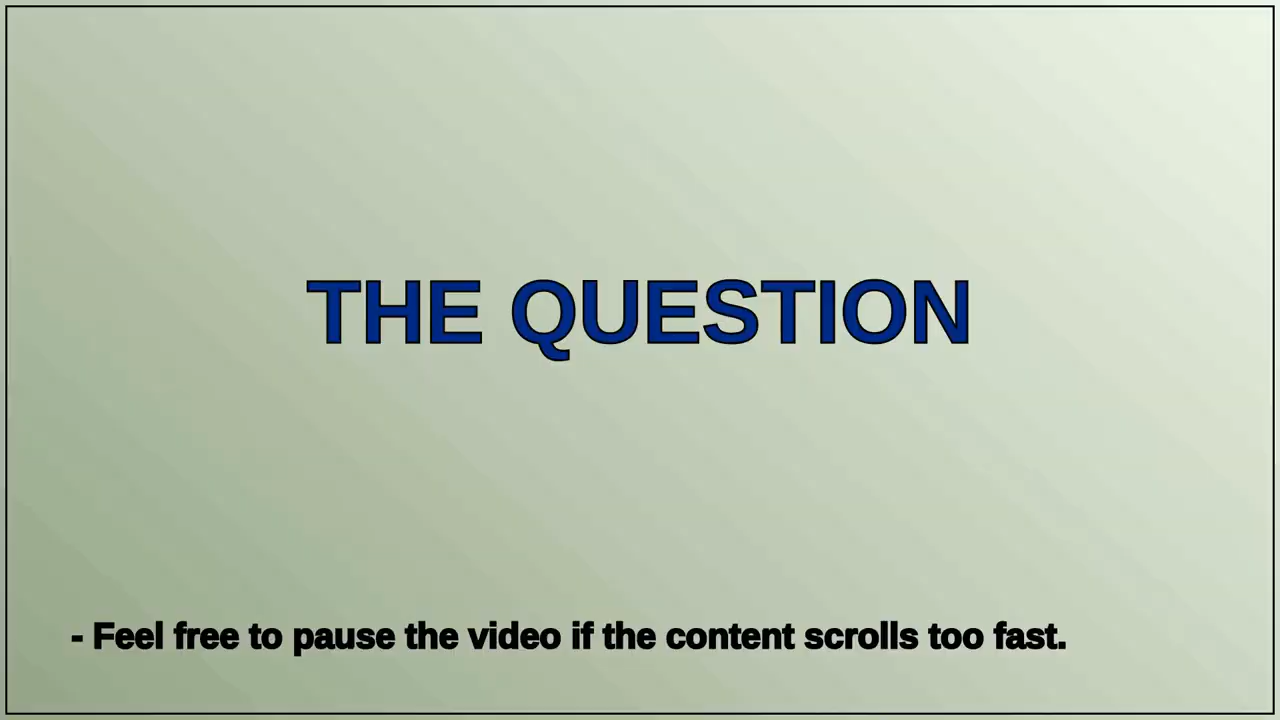 THE QUESTION
- Feel free to pause the video if the content scrolls too fast.